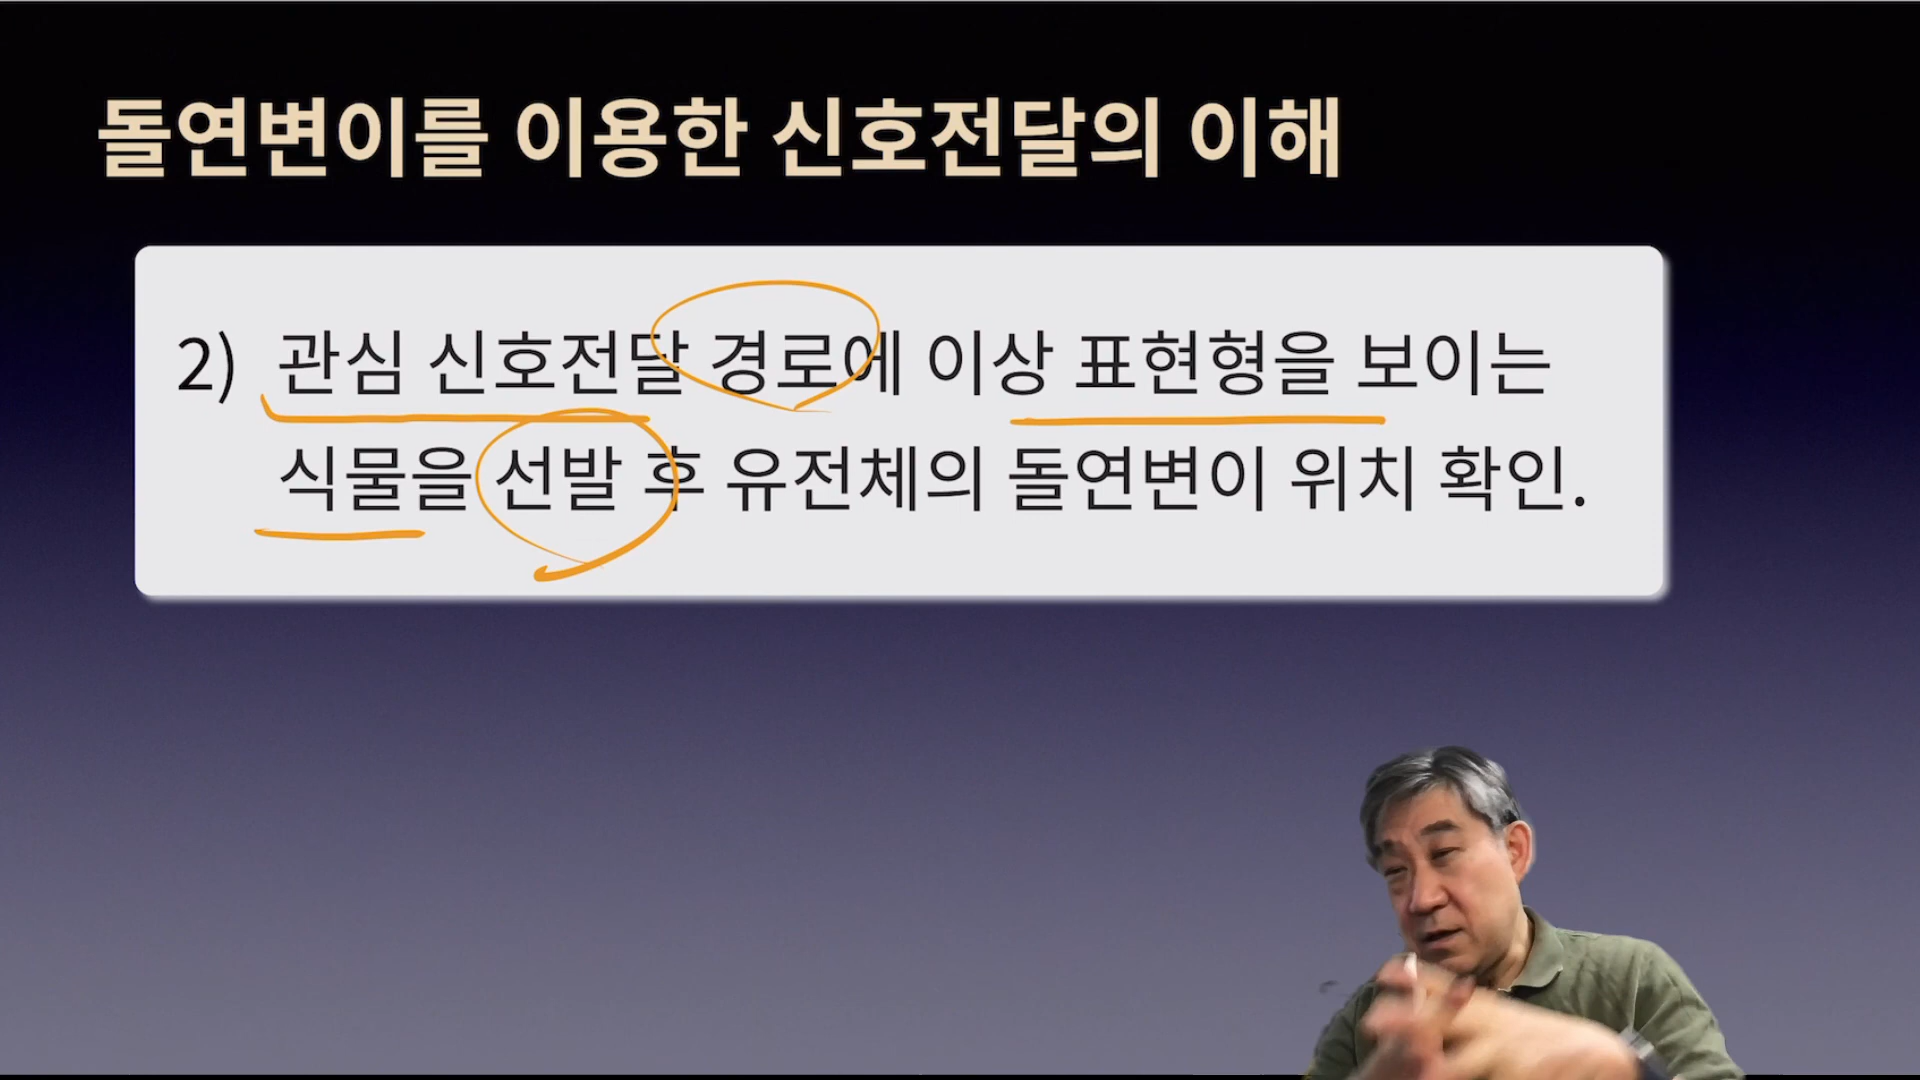 돌연변이를 이용한 신호전달의 이해
2) 관심 신호전달 경로에 이상 표현형을 보이는
식물을 선발 후 유전체의 돌연변이 위치 확인.